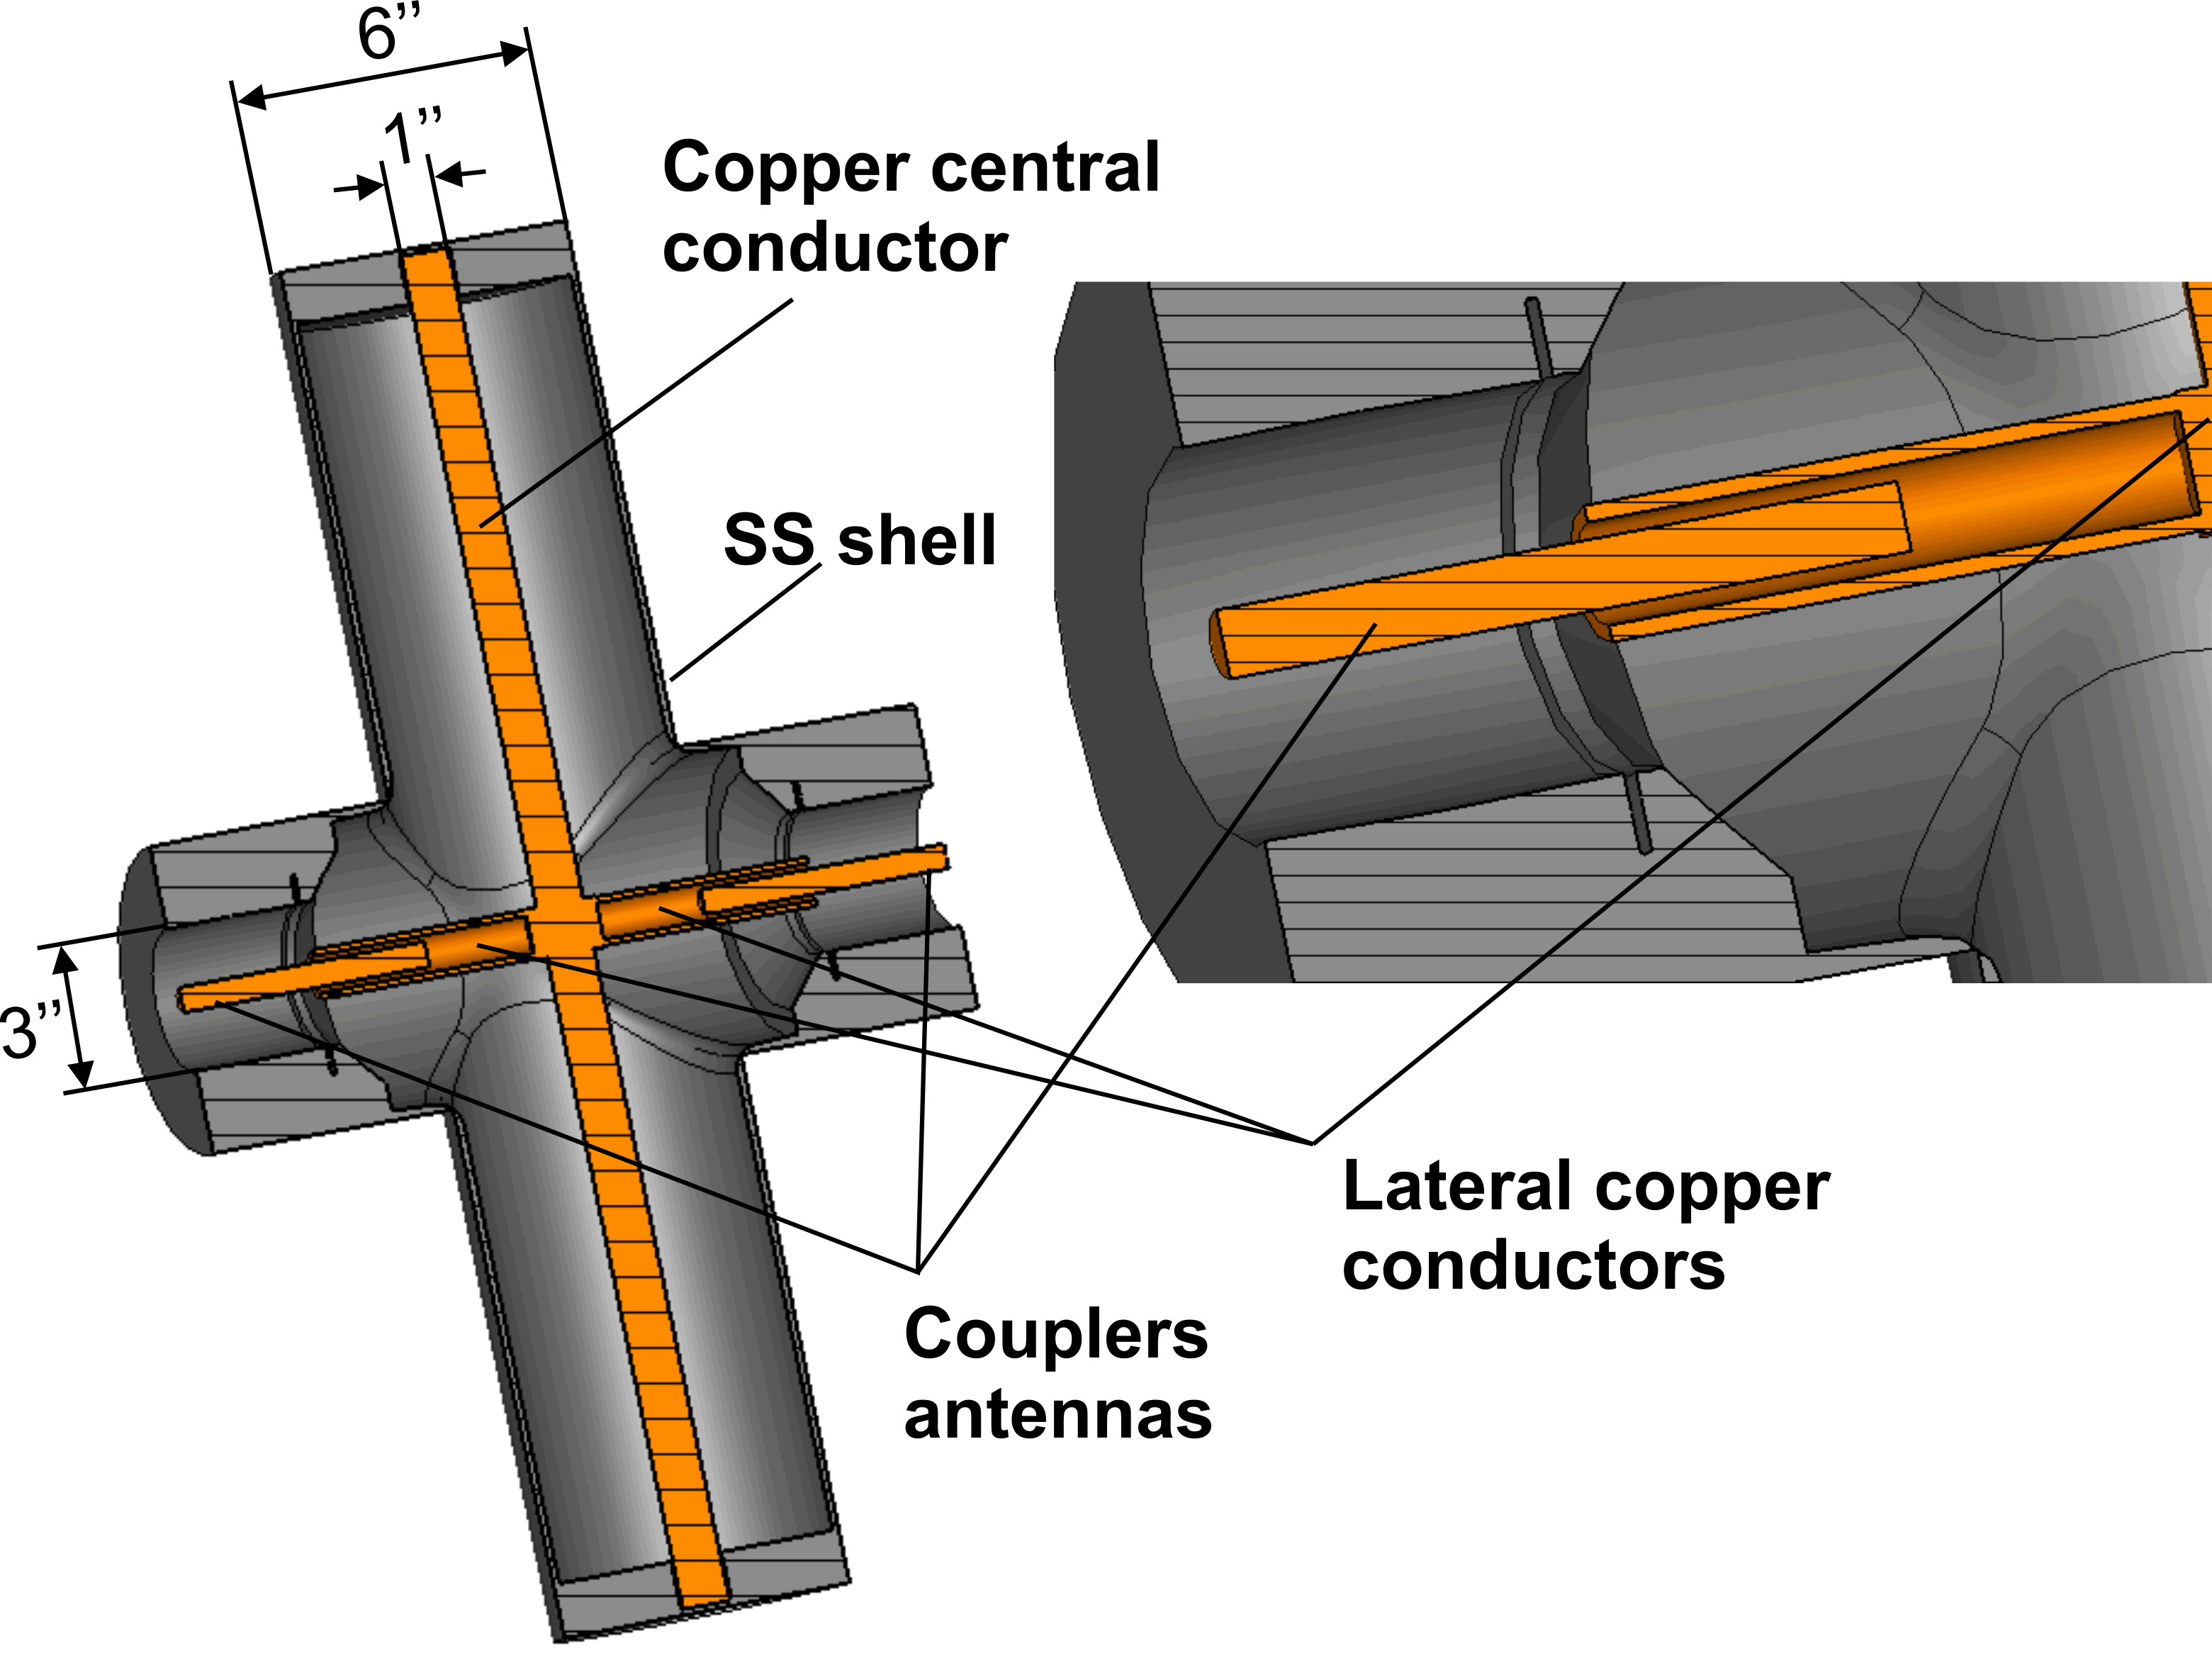 6”
1”
Copper central
conductor
SS shell
3”
Lateral copper
conductors
Couplers
antennas